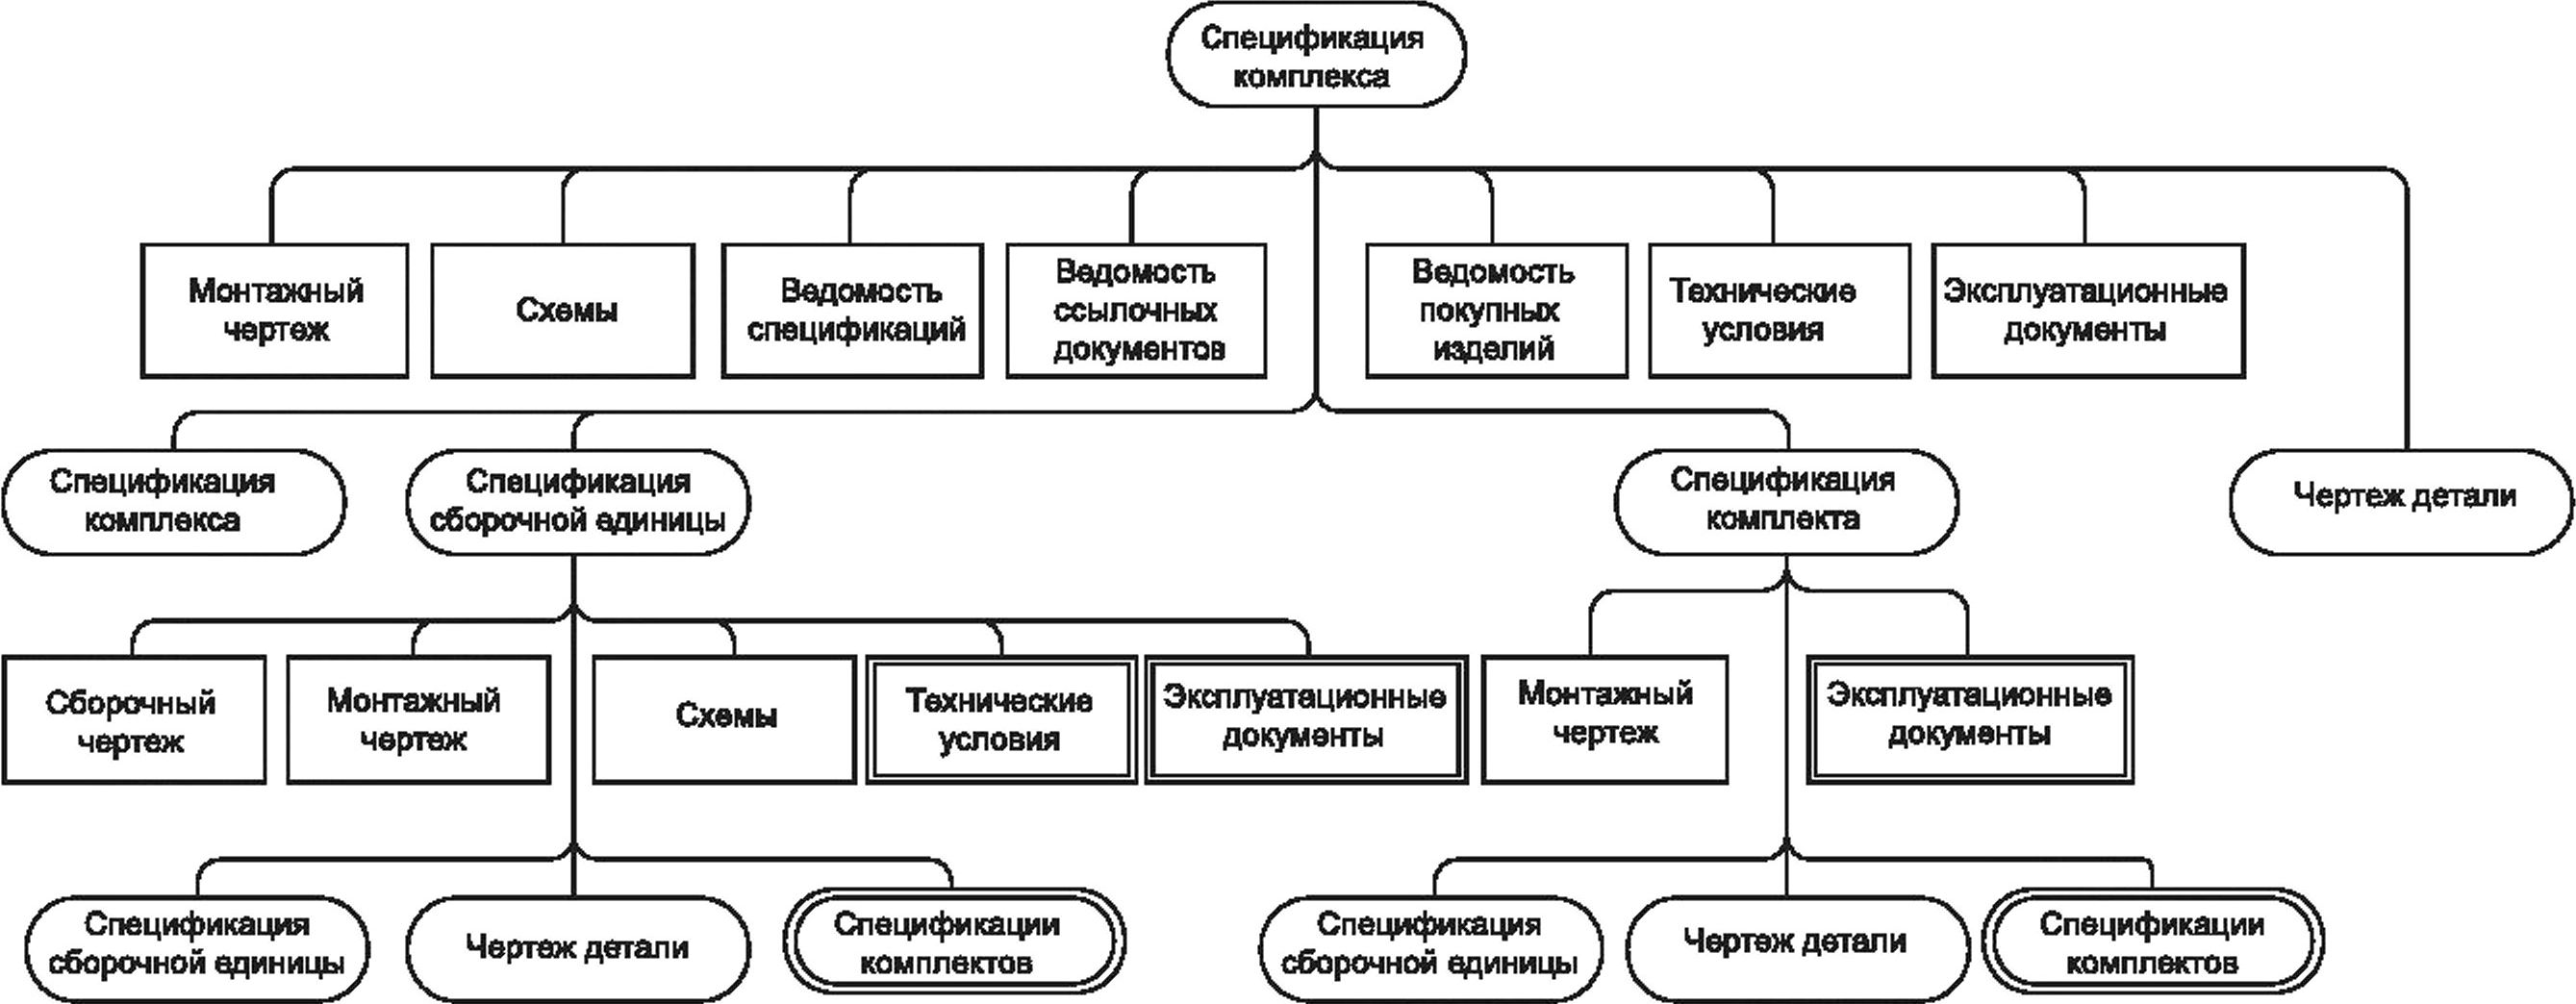 Спецификация
комплекса
Монтажный
чертеж
Схемы
Ведомость
спецификаций
Ведомость
ссылочных
документов
Ведомость
покупных
изделий
Технические
условия
Эксплуатационные
документы
Спецификация
комплекса
Спецификация
сборочной единицы
Спецификация
комплекта
Чертеж детали
Сборочный
чертеж
Монтажный
чертеж
Схемы
Технические
условия
Эксплуатационные
документы
Монтажный
чертеж
Эксплуатационные
документы
Спецификация
сборочной единицы
Чертеж детали
Спецификации
комплектов
Спецификация
сборочной единицы
Чертеж детали
Спецификации
комплектов